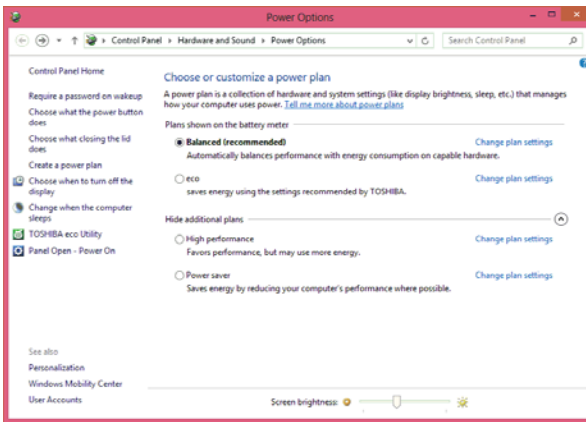 Power Options
Control Panel Hardware and Sound Power Options
Search Control Panel
Control Panel Home
Require a password on wakeup
Choose what the power button
does
Choose what closing the lid
does
Create a power plan
Choose when to turn off the
display
Change when the computer
sleeps
TOSHIBA eco Utility
Panel Open - Power On
See also
Personalization
Windows Mobility Center
User Accounts
Choose or customize a power plan
A power plan is a collection of hardware and system settings (like display brightness, sleep, etc.) that manages
how your computer uses power. Tell me more about power plans
Plans shown on the battery meter
Balanced (recommended) Change plan settings
Automatically balances performance with energy consumption on capable hardware.
eco Change plan settings
saves energy using the settings recommended by TOSHIBA.
Hide additional plans
High performance Change plan settings
Favors performance, but may use more energy.
Power saver Change plan settings
Saves energy by reducing your computer's performance where possible.
Screen brightness: